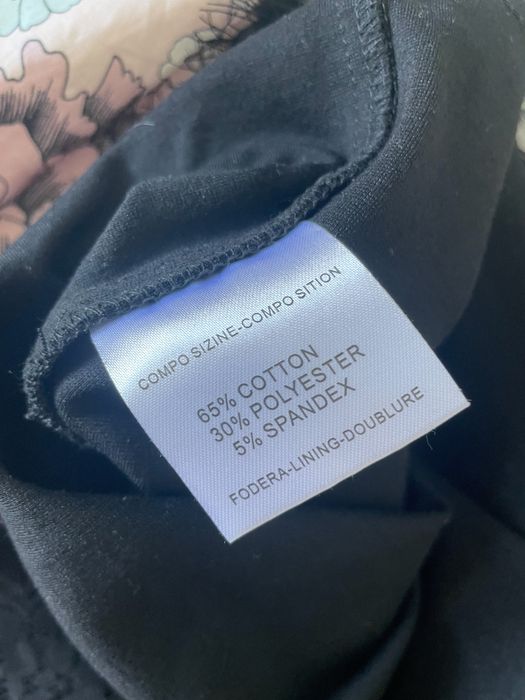 COMPO SIZINE-COMPO SITION
65% COTTON
30% POLYESTER
5% SPANDEX
FODERA-LINING-DOUBLURE